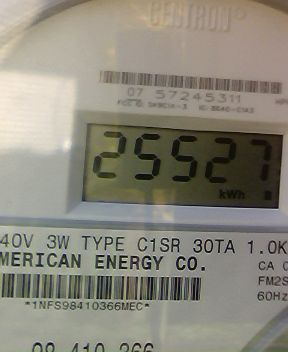 CENTRON®
07 57245311
25527
kWh
40V 3W TYPE C1SR 30TA 1.0K
MERICAN ENERGY CO.
CA 0
FM2S
60Hz
*1NFS98410366MEC*
98 410 366